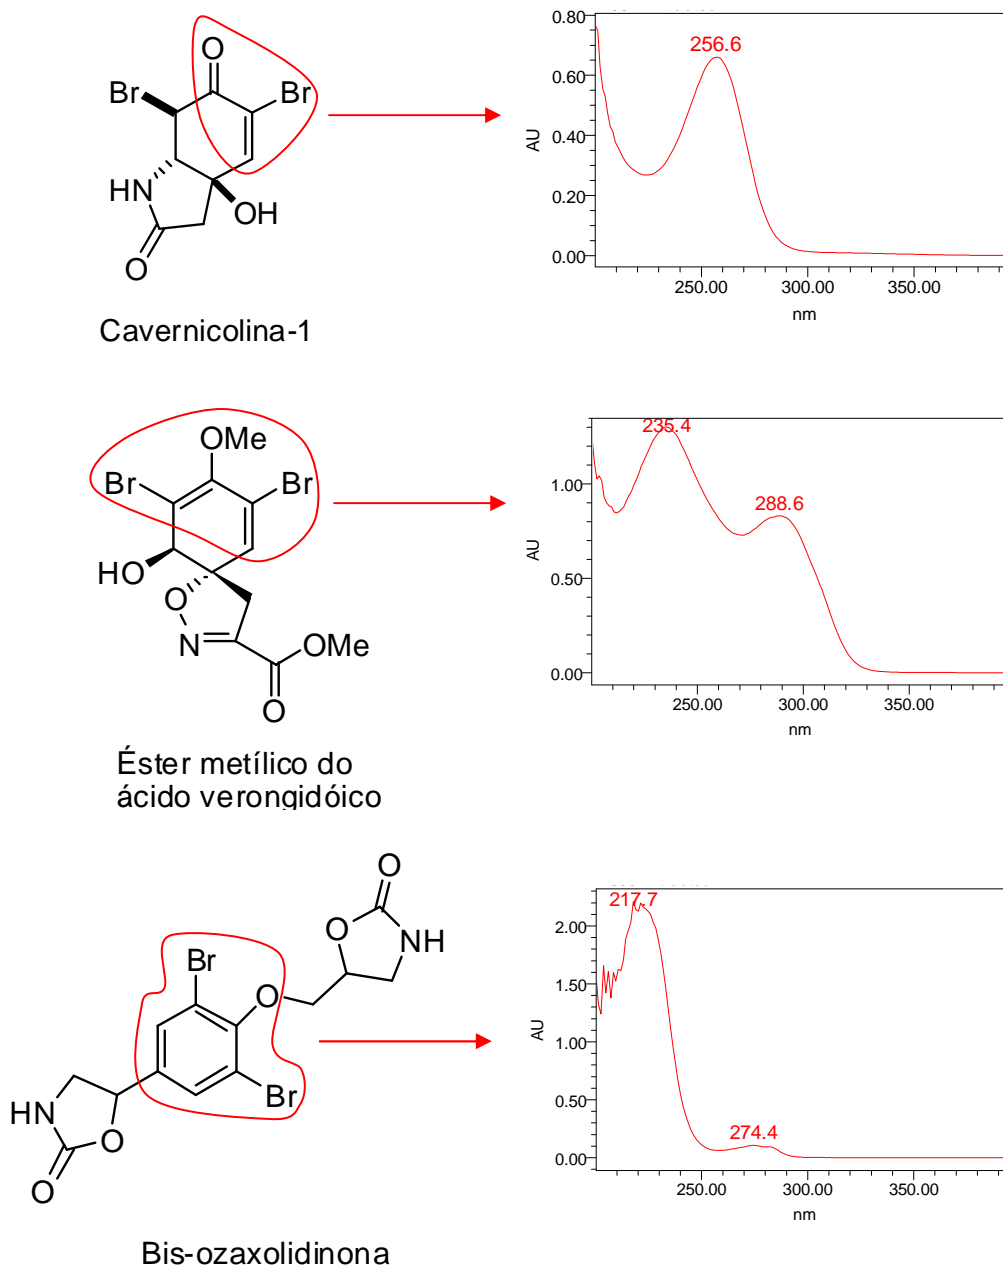 O
Br
Br
HN
OH
O
Cavernicolina-1
0.80
0.60
0.40
0.20
0.00
AU
256.6
250.00 300.00 350.00
nm
OMe
Br
Br
HO
O
N
OMe
O
Éster metílico do
ácido verongidóico
1.00
0.50
0.00
AU
235.4
288.6
250.00 300.00 350.00
nm
O
O
NH
Br
O
Br
HN
O
O
Bis-ozaxolidinona
2.00
1.50
1.00
0.50
0.00
AU
217.7
274.4
250.00 300.00 350.00
nm